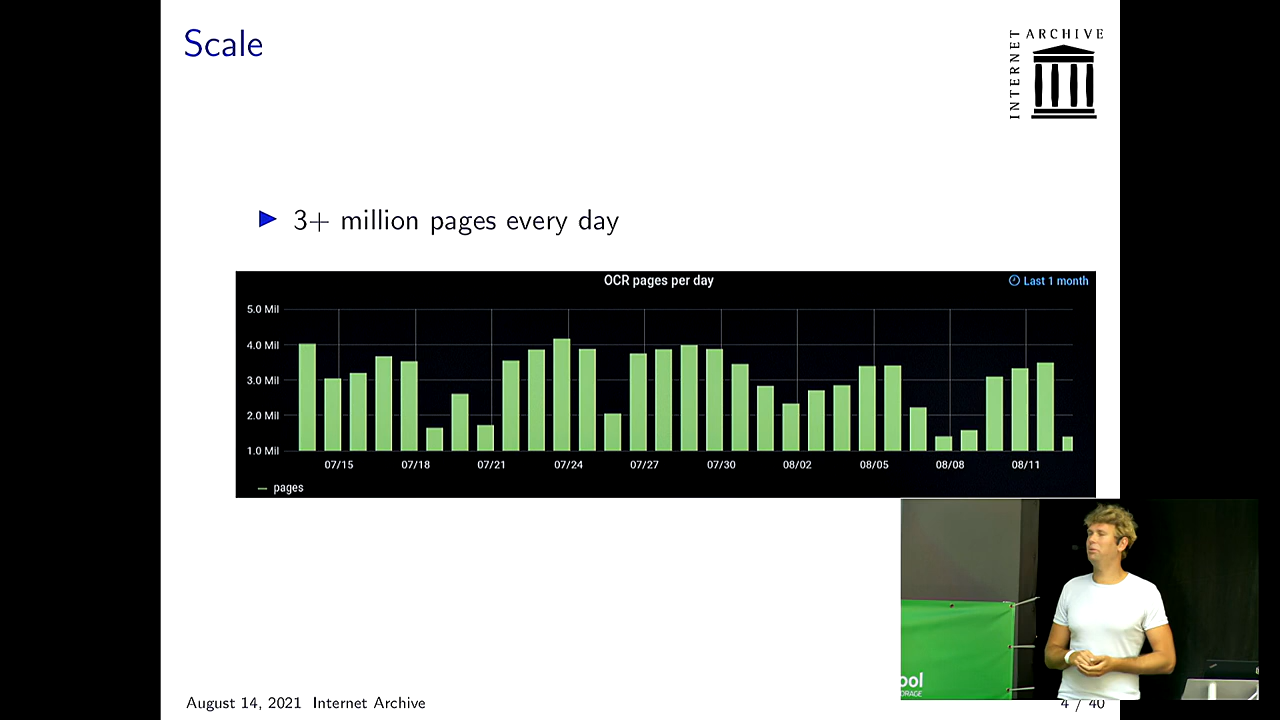 Scale
INTERNET ARCHIVE
▶ 3+ million pages every day
OCR pages per day
Last 1 month
5.0 Mil
4.0 Mil
3.0 Mil
2.0 Mil
1.0 Mil
07/15 07/18 07/21 07/24 07/27 07/30 08/02 08/05 08/08 08/11
pages
ool
ORAGE
August 14, 2021 Internet Archive
4 / 40